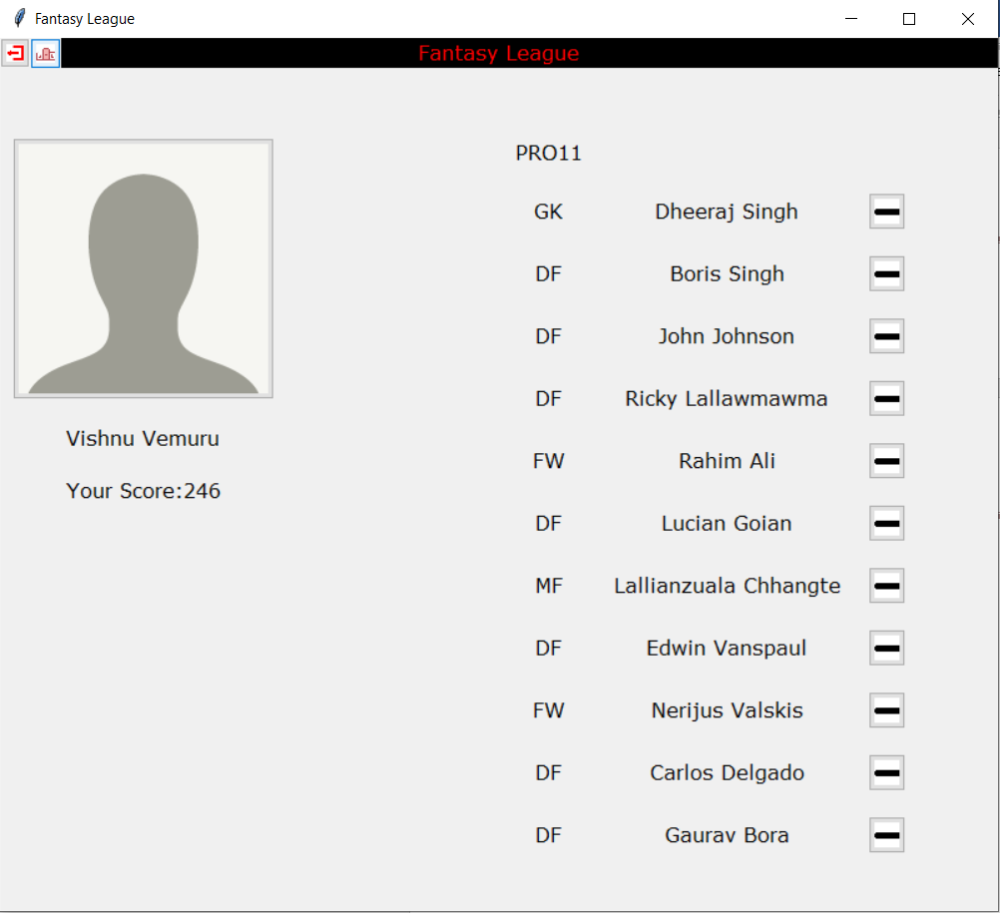 Fantasy League
Fantasy League
PRO11
GK Dheeraj Singh
DF Boris Singh
DF John Johnson
DF Ricky Lallawmawma
FW Rahim Ali
DF Lucian Goian
MF Lallianzuala Chhangte
DF Edwin Vanspaul
FW Nerijus Valskis
DF Carlos Delgado
DF Gaurav Bora
Vishnu Vemuru
Your Score:246